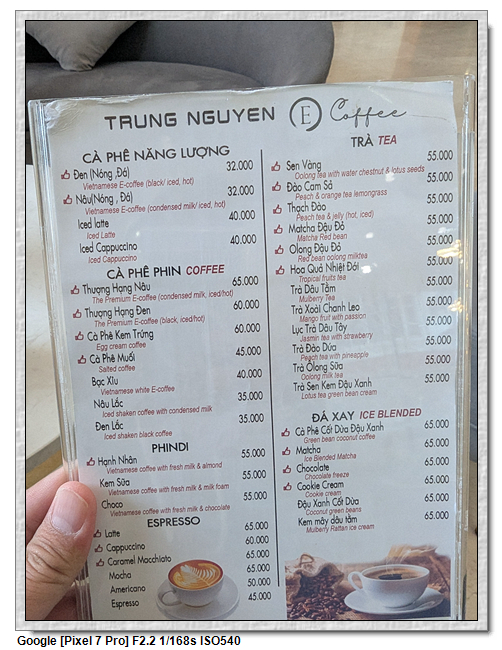 TRUNG NGUYEN E Coffee
CÀ PHÊ NĂNG LƯỢNG
Đen (Nóng ,Đá) 32.000
Vietnamese E-coffee (black/ iced, hot)
Nâu(Nóng , Đá) 32.000
Vietnamese E-coffee (condensed milk/ iced, hot)
Iced latte 40.000
Iced Latte
Iced Cappuccino 40.000
Iced Cappuccino
CÀ PHÊ PHIN COFFEE
Thượng Hạng Nâu 65.000
The Premium E-coffee (condensed milk, iced/hot)
Thượng Hạng Đen 60.000
The Premium E-coffee (black, iced/hot)
Cà Phê Kem Trứng 60.000
Egg cream coffee
Cà Phê Muối 45.000
Salted coffee
Bạc Xỉu 40.000
Vietnamese white E-coffee
Nâu Lắc 35.000
Iced shaken coffee with condensed milk
Đen Lắc 35.000
Iced shaken black coffee
PHINDI
Hạnh Nhân 55.000
Vietnamese coffee with fresh milk & almond
Kem Sữa 55.000
Vietnamese coffee with fresh milk & milk foam
Choco 55.000
Vietnamese coffee with fresh milk & chocolate
ESPRESSO
Latte 65.000
Cappucino 60.000
Caramel Macchiato 65.000
Mocha 65.000
Americano 50.000
Espresso 45.000
TRÀ TEA
Sen Vàng 55.000
Oolong tea with water chestnut & lotus seeds
Đào Cam Sả 55.000
Peach & orange tea lemongrass
Thạch Đào 55.000
Peach tea & jelly (hot, iced)
Matcha Đậu Đỏ 55.000
Matcha Red bean
Olong Đậu Đỏ 55.000
Red bean oolong milktea
Hoa Quả Nhiệt Đới 55.000
Tropical fruits tea
Trà Dâu Tằm 55.000
Mulberry Tea
Trà Xoài Chanh Leo 55.000
Mango fruit with passion
Lục Trà Dâu Tây 55.000
Jasmin tea with strawberry
Trà Đào Dứa 55.000
Peach tea with pineapple
Trà Ôlong Sữa 55.000
Oolong milk tea
Trà Sen Kem Đậu Xanh 55.000
Lotus tea green bean cream
ĐÁ XAY ICE BLENDED
Cà Phê Cốt Dừa Đậu Xanh 65.000
Green bean coconut coffee
Matcha 65.000
Ice Blended Matcha
Chocolate 65.000
Chocolate freeze
Cookie Cream 65.000
Cookie cream
Đậu Xanh Cốt Dừa 65.000
Coconut green beans
Kem mây dâu tằm 65.000
Mulberry Rattan ice cream
Google [Pixel 7 Pro] F2.2 1/168s ISO540